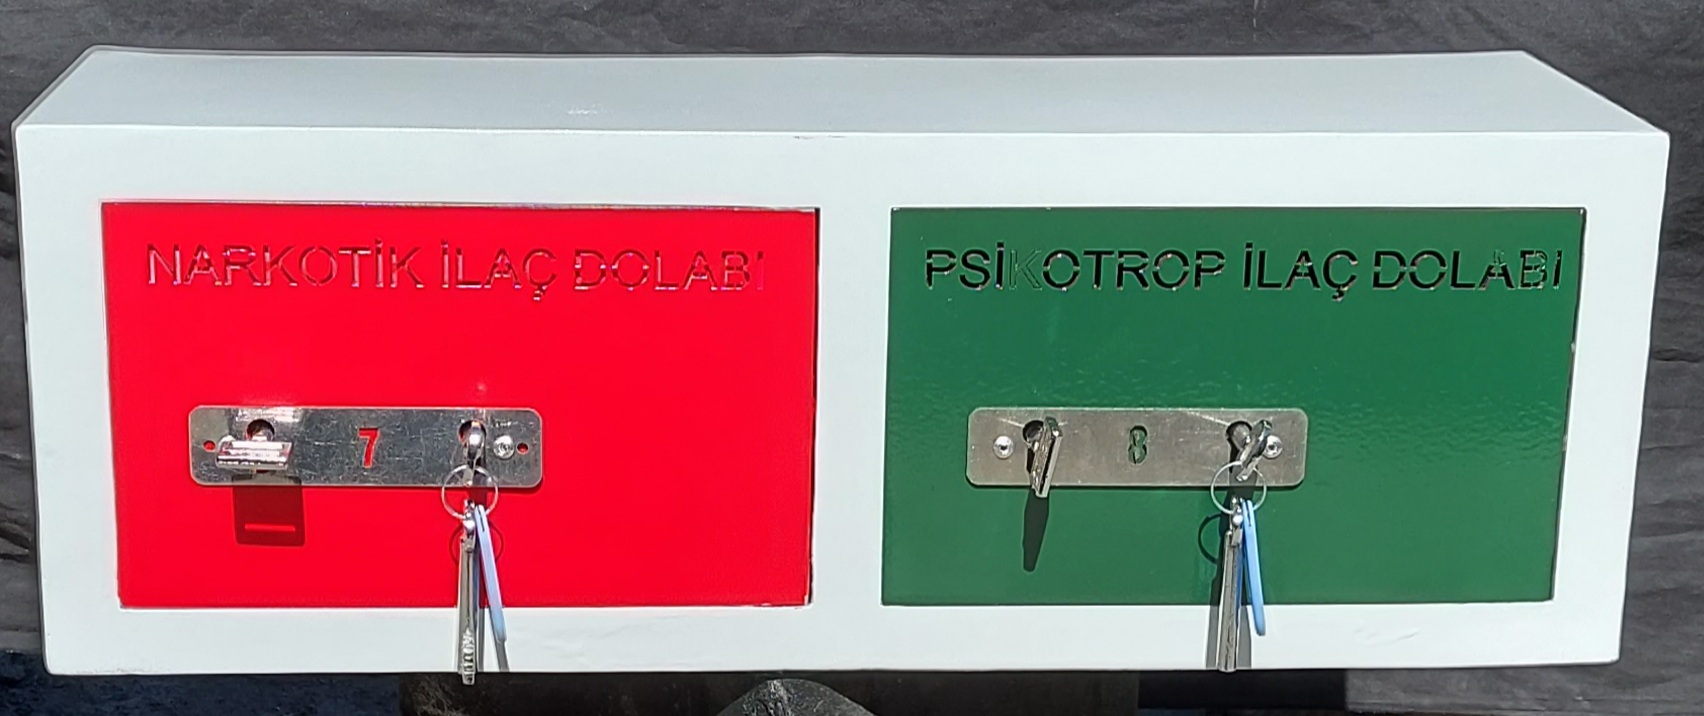 NARKOTİK İLAÇ DOLABI
PSİKOTROP İLAÇ DOLABI
7
8